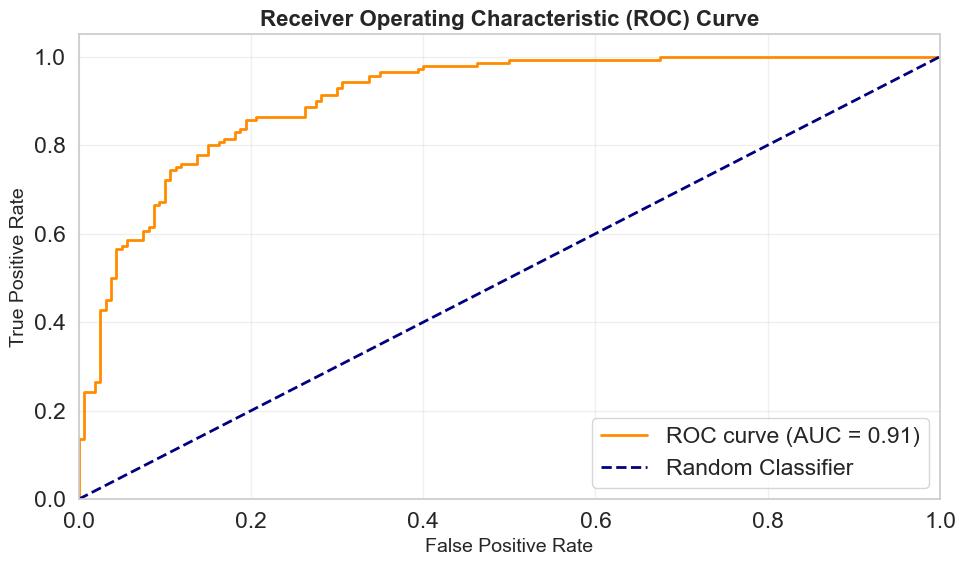 Receiver Operating Characteristic (ROC) Curve
True Positive Rate
1.0
0.8
0.6
0.4
0.2
0.0
ROC curve (AUC = 0.91)
Random Classifier
0.0 0.2 0.4 0.6 0.8 1.0
False Positive Rate